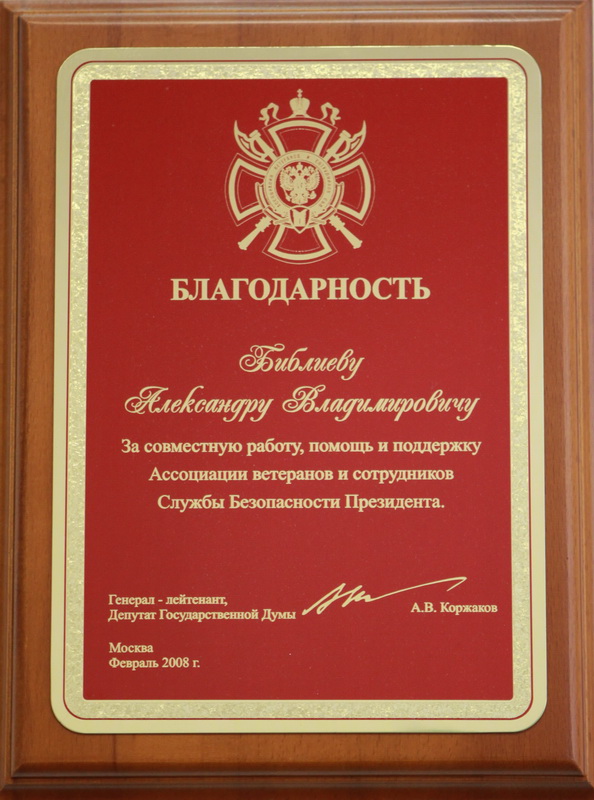 БЛАГОДАРНОСТЬ
Библиеву
Александру Владимировичу
За совместную работу, помощь и поддержку
Ассоциации ветеранов и сотрудников
Службы Безопасности Президента.
Генерал - лейтенант,
Депутат Государственной Думы
А.В. Коржаков
Москва
Февраль 2008 г.